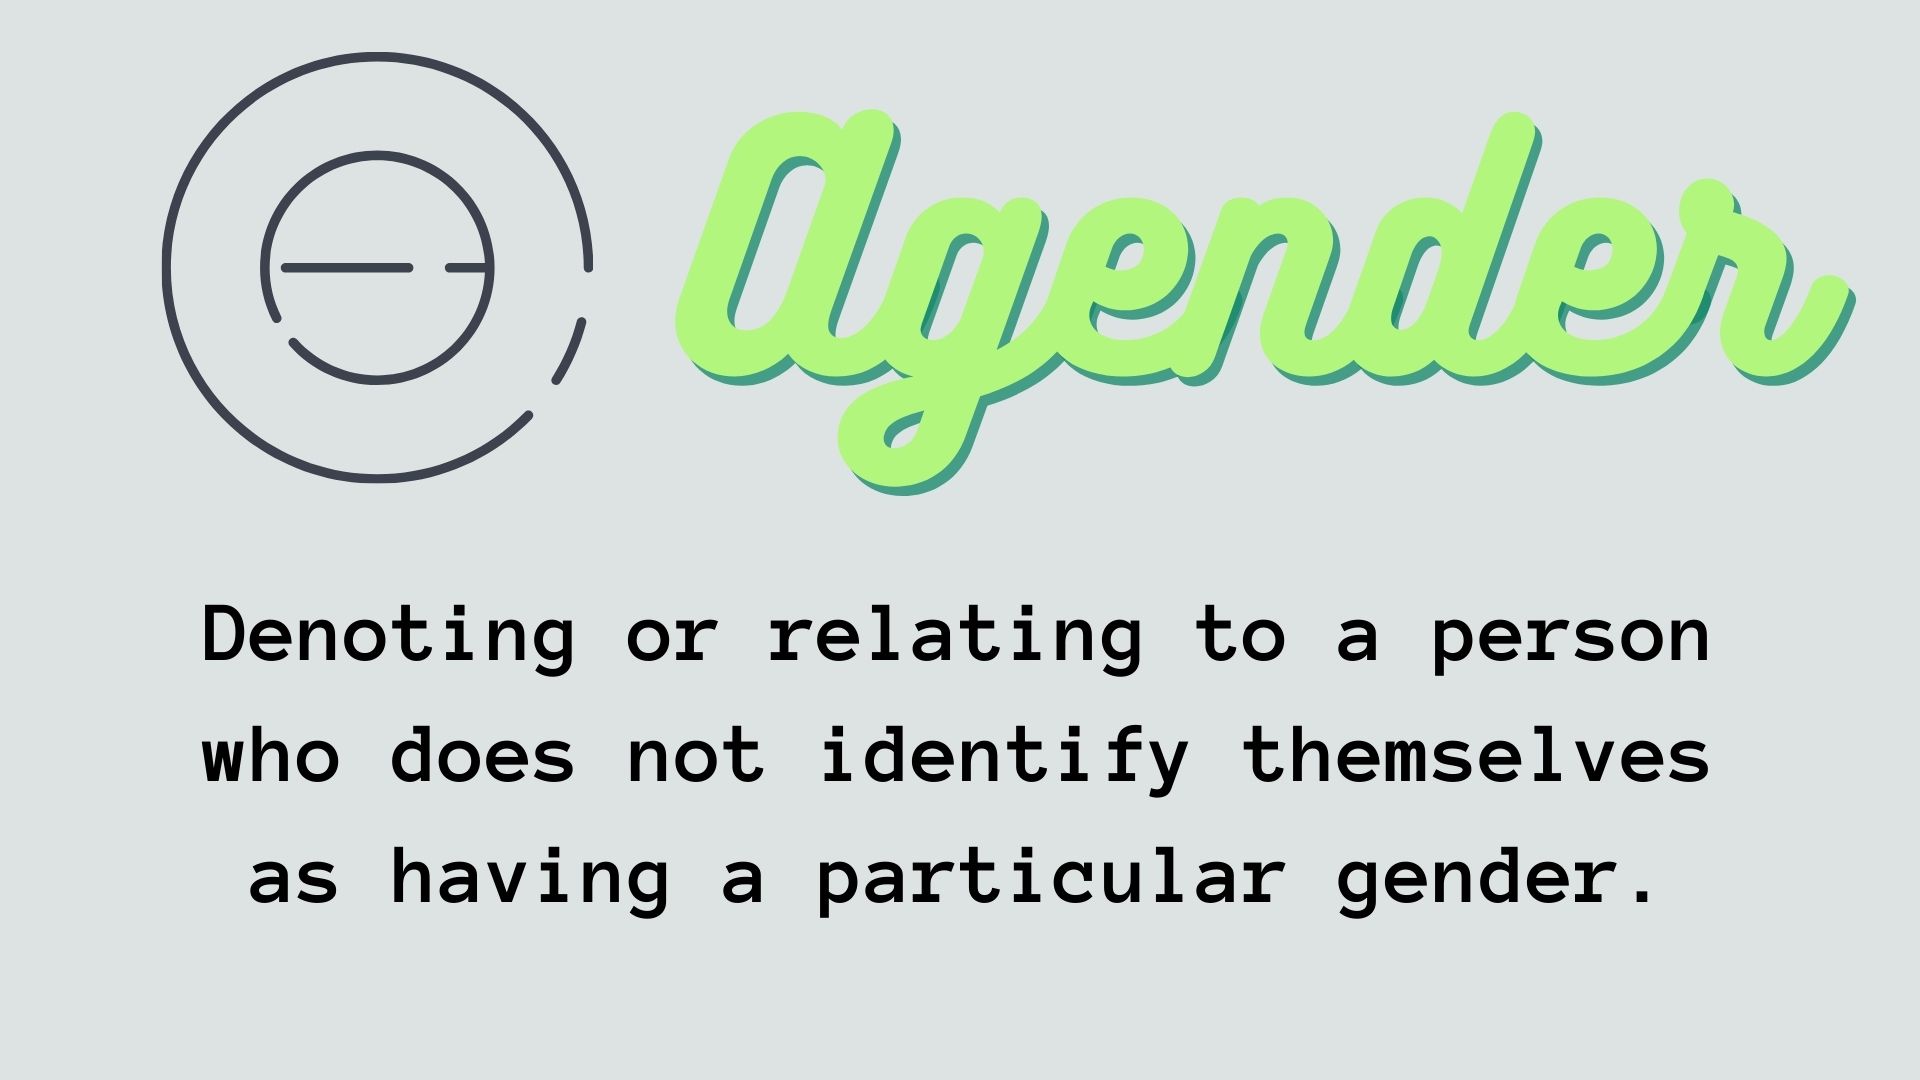 Agender
Denoting or relating to a person
who does not identify themselves
as having a particular gender.